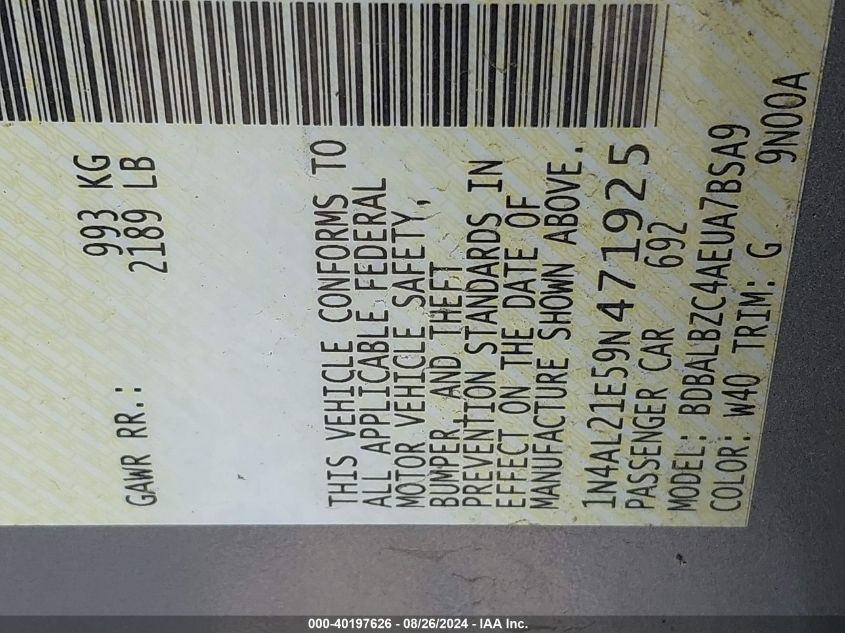 GAWR RR.: 993 KG
2189 LB
THIS VEHICLE CONFORMS TO
ALL APPLICABLE FEDERAL
MOTOR VEHICLE SAFETY,
BUMPER, AND THEFT
PREVENTION STANDARDS IN
EFFECT ON THE DATE OF
MANUFACTURE SHOWN ABOVE.
1N4AL21E59N471925
PASSENGER CAR 692
MODEL: BDBALBZC4AEUA7BSA9
COLOR: W40 TRIM: G 9N00A
000-40197626 - 08/26/2024 - IAA Inc.